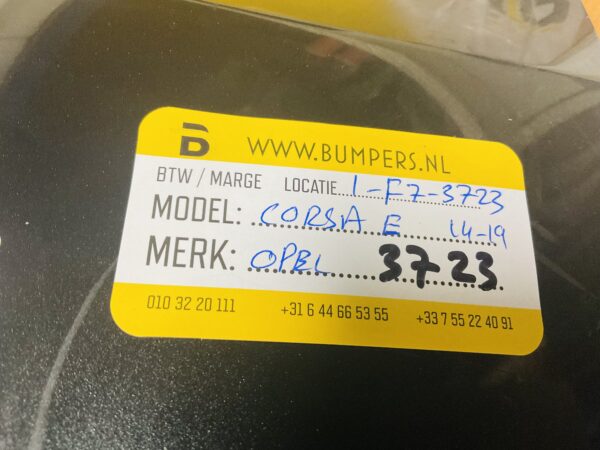 B WWW.BUMPERS.NL
BTW / MARGE LOCATIE 1-F7-3723
MODEL: CORSA E 14-19
MERK: OPEL 3723
010 32 20 111 +31 6 44 66 53 55 +33 7 55 22 40 91